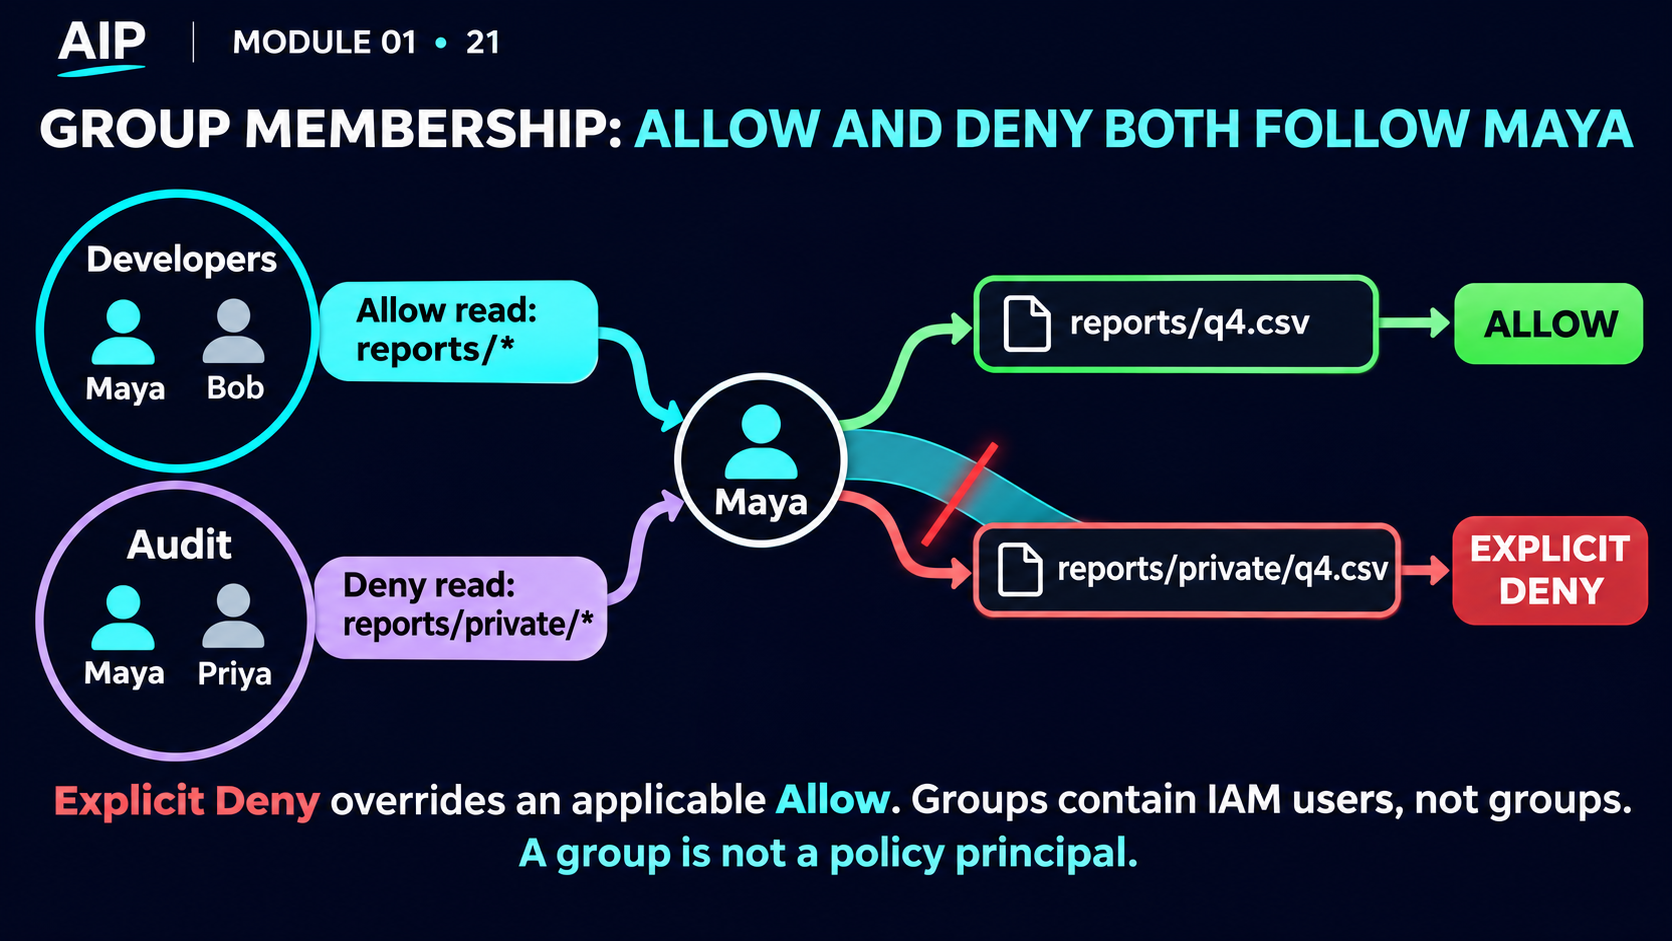 AIP
MODULE 01 • 21
GROUP MEMBERSHIP: ALLOW AND DENY BOTH FOLLOW MAYA
Developers
Maya
Bob
Allow read:
reports/*
Audit
Maya
Priya
Deny read:
reports/private/*
Maya
reports/q4.csv
ALLOW
reports/private/q4.csv
EXPLICIT
DENY
Explicit Deny overrides an applicable Allow. Groups contain IAM users, not groups.
A group is not a policy principal.